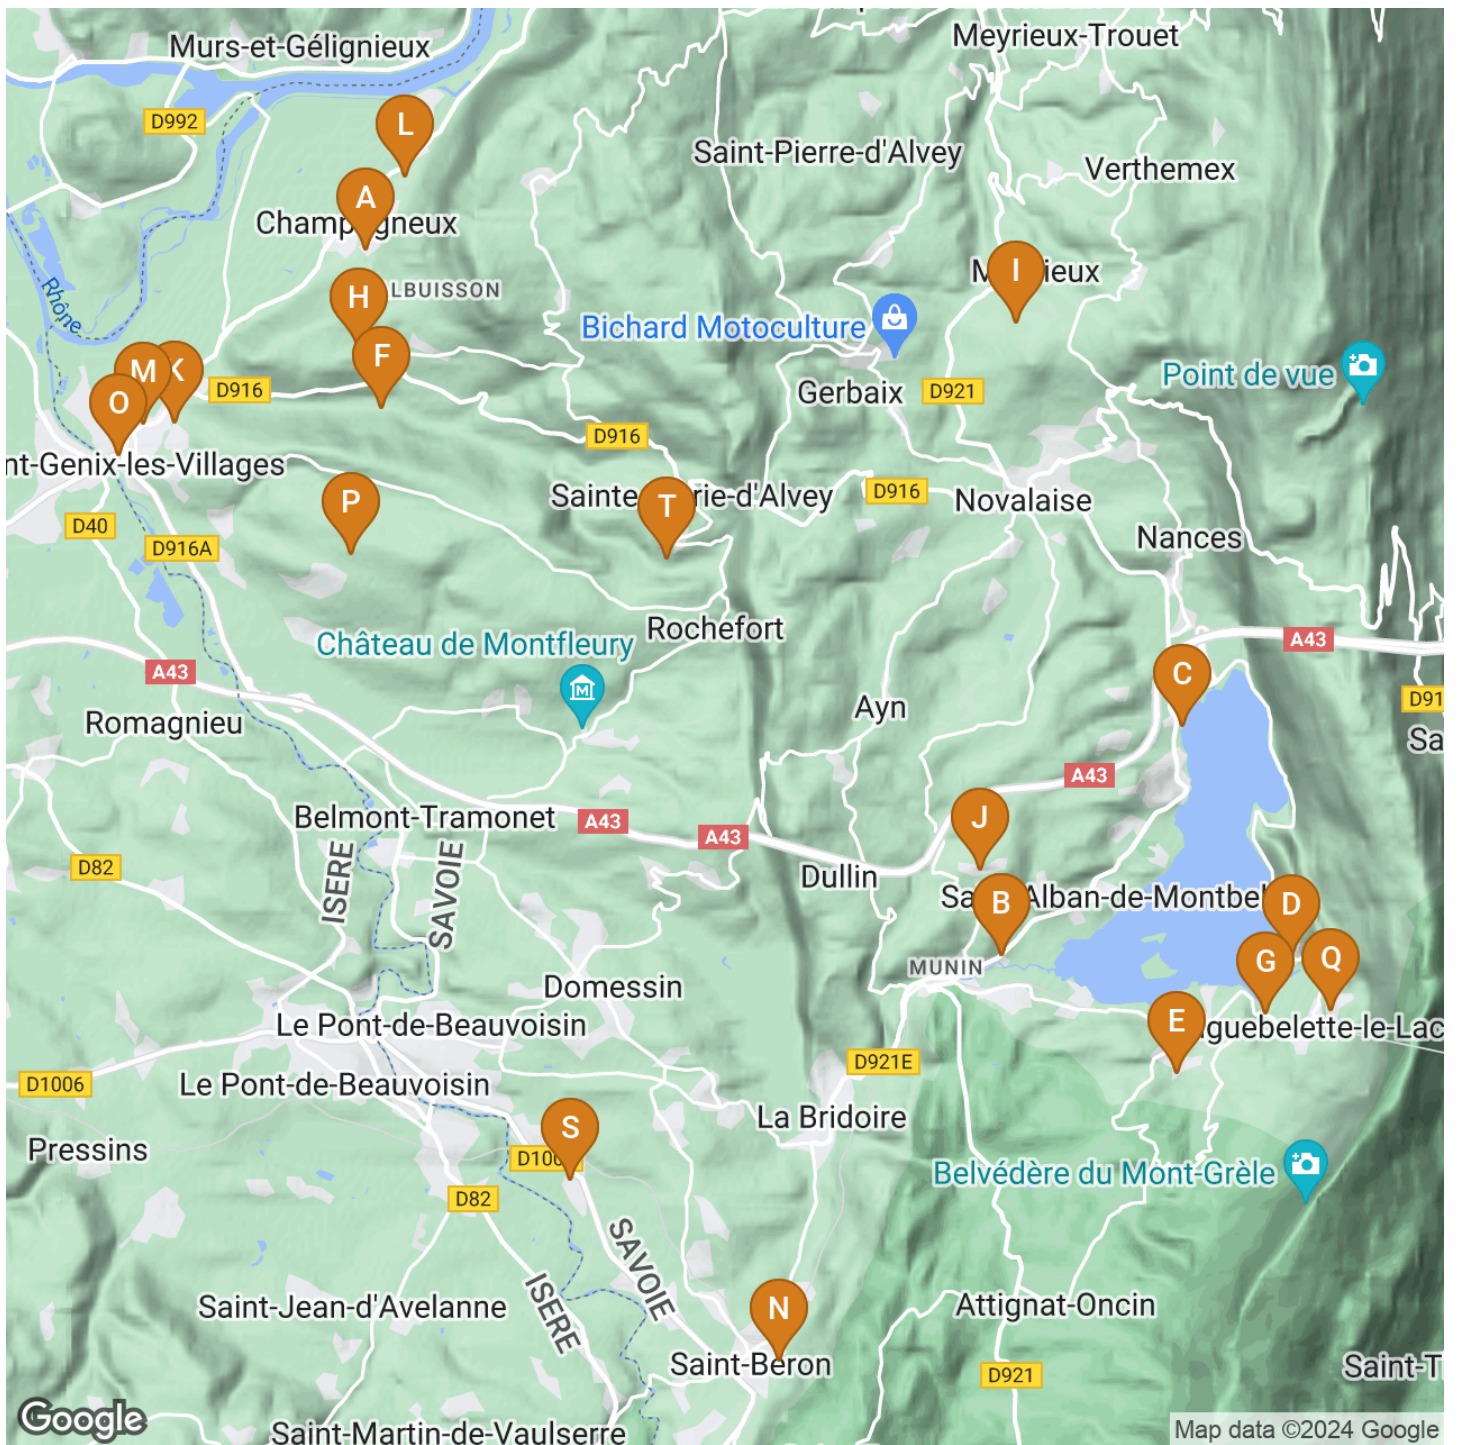 Murs-et-Gélignieux
Meyrieux-Trouet
D992
L
Saint-Pierre-d'Alvey
Verthemex
A
Champ gneux
M ieux
I
H
LBUISSON
Rhône
Bichard Motoculture
F
M
K
Point de vue
D916
Gerbaix
D921
O
D916
nt-Genix-les-Villages
P
Sainte rie-d'Alvey
T
D916
Novalaise
D40
D916A
Nances
Rochefort
Château de Montfleury
A43
A43
C
D91
Romagnieu
Ayn
Sa
A43
Belmont-Tramonet
A43
A43
J
D82
ISERE
SAVOIE
Dullin
Sa Alban-de-Montbel
B
D
MUNIN
G
Q
Domessin
Le Pont-de-Beauvoisin
E
iguebelette-le-Lac
D921E
D1006
Le Pont-de-Beauvoisin
La Bridoire
S
Pressins
D100
Belvédère du Mont-Grèle
D82
SAVOIE
ISERE
Saint-Jean-d'Avelanne
N
Attignat-Oncin
Saint-Béron
D921
Saint-T
Google
Saint-Martin-de-Vaulserre
Map data ©2024 Google